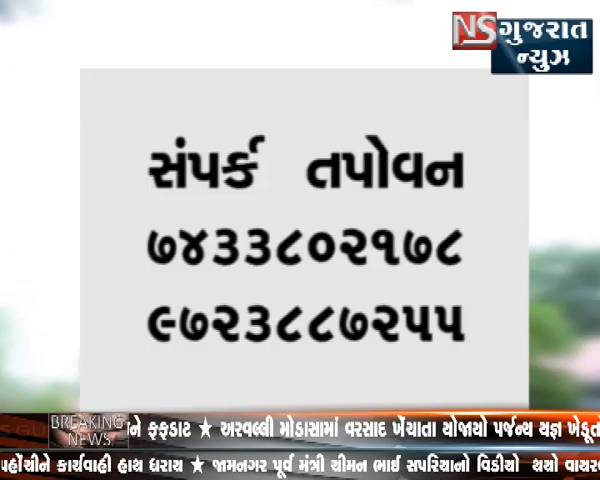 NS ગુજરાત
ન્યુઝ
સંપર્ક તપોવન
૭૪૩૩૮૦૨૧૭૮
૯૭૨૩૮૮૭૨૫૫
BREAKING
NEWS
ને ફફડાટ ★ અરવલ્લી મોડાસામાં વરસાદ ખેંચાતા યોજાયો પર્જન્ય યજ્ઞ ખેડૂતો
પહોંચીને કાર્યવાહી હાથ ધરાય ★ જામનગર પૂર્વ મંત્રી ચીમન ભાઈ સપરિયાનો વિડીયો થયો વાયર